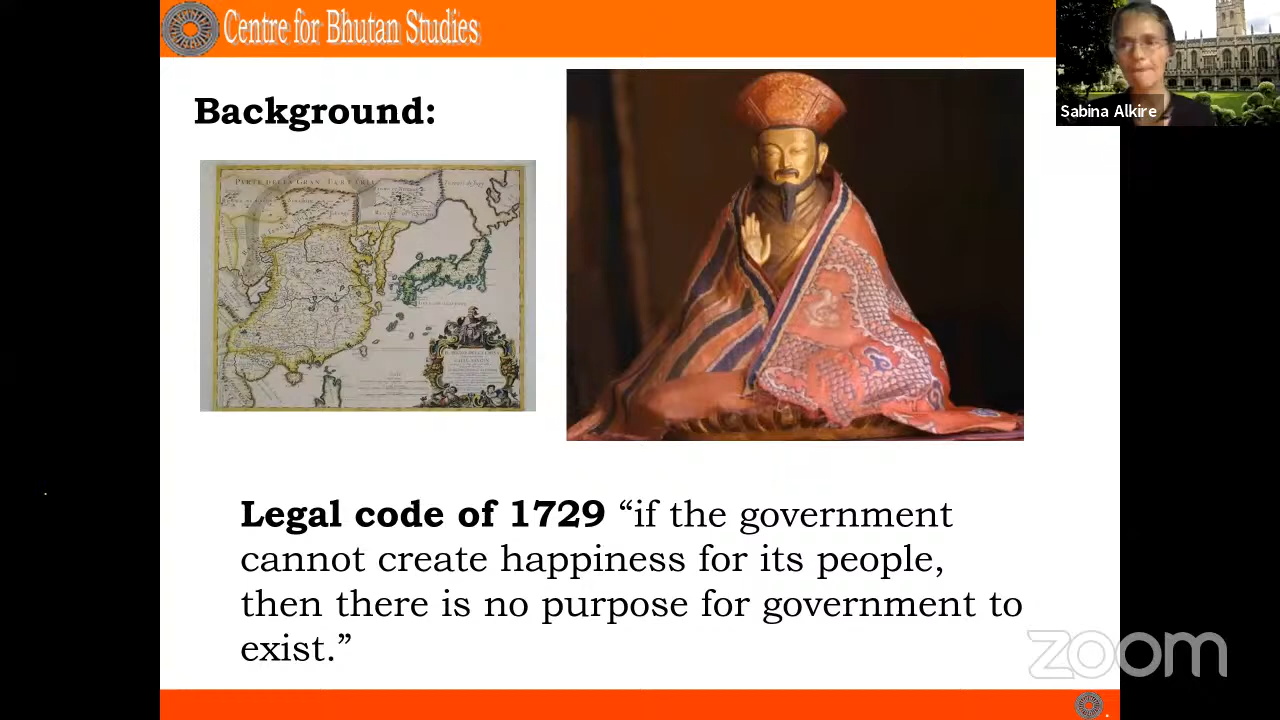 Centre for Bhutan Studies
Sabina Alkire
Background:
Legal code of 1729 “if the government
cannot create happiness for its people,
then there is no purpose for government to
exist.”
zoom